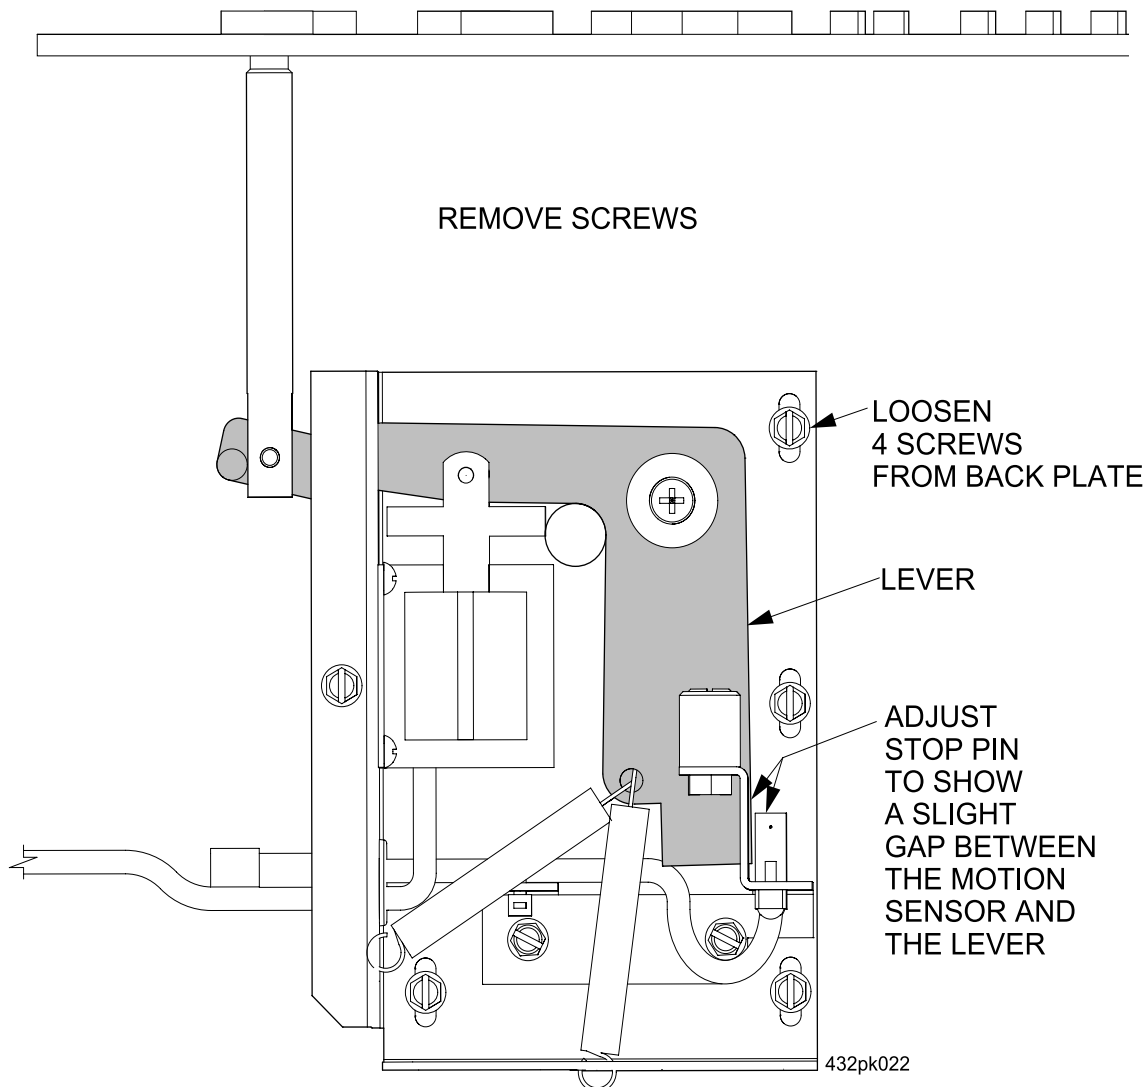 REMOVE SCREWS
LOOSEN
4 SCREWS
FROM BACK PLATE
LEVER
ADJUST
STOP PIN
TO SHOW
A SLIGHT
GAP BETWEEN
THE MOTION
SENSOR AND
THE LEVER
432pk022